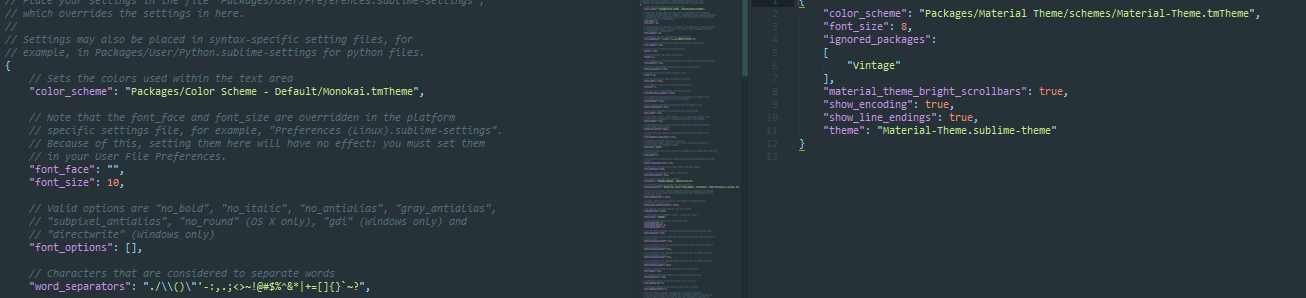 // Place your settings in the file "Packages/User/Preferences.sublime-settings",
// which overrides the settings in here.
//
// Settings may also be placed in syntax-specific setting files, for
// example, in Packages/User/Python.sublime-settings for python files.
{
// Sets the colors used within the text area
"color_scheme": "Packages/Color Scheme - Default/Monokai.tmTheme",
// Note that the font_face and font_size are overridden in the platform
// specific settings file, for example, "Preferences (Linux).sublime-settings".
// Because of this, setting them here will have no effect: you must set them
// in your User File Preferences.
"font_face": "",
"font_size": 10,
// Valid options are "no_bold", "no_italic", "no_antialias", "gray_antialias",
// "subpixel_antialias", "no_round" (OS X only), "gdi" (Windows only) and
// "directwrite" (Windows only)
"font_options": [],
// Characters that are considered to separate words
"word_separators": "./\\()\"'-:,.;<>~!@#$%^&*|+=[]{}`~?",
1 {
2 "color_scheme": "Packages/Material Theme/schemes/Material-Theme.tmTheme",
3 "font_size": 8,
4 "ignored_packages":
5 [
6 "Vintage"
7 ],
8 "material_theme_bright_scrollbars": true,
9 "show_encoding": true,
10 "show_line_endings": true,
11 "theme": "Material-Theme.sublime-theme"
12 }
13